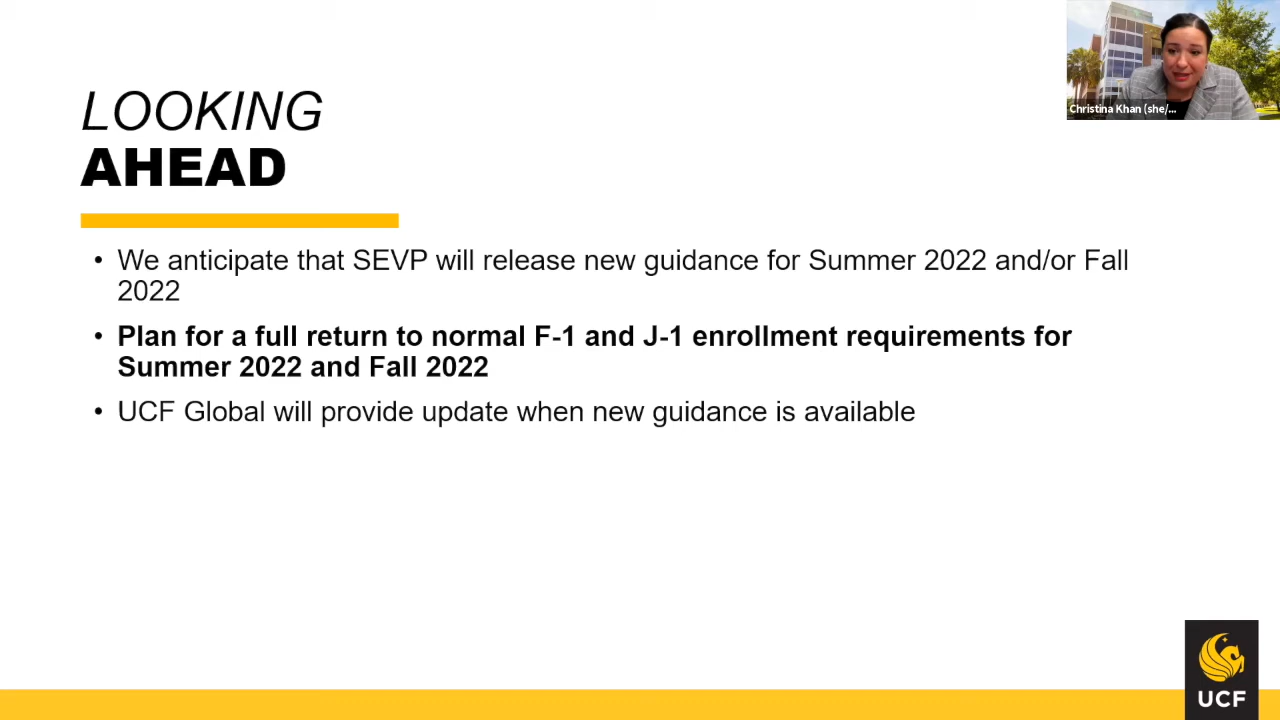 Christina Khan (she/...
LOOKING
AHEAD
• We anticipate that SEVP will release new guidance for Summer 2022 and/or Fall
2022
• Plan for a full return to normal F-1 and J-1 enrollment requirements for
Summer 2022 and Fall 2022
• UCF Global will provide update when new guidance is available
UCF